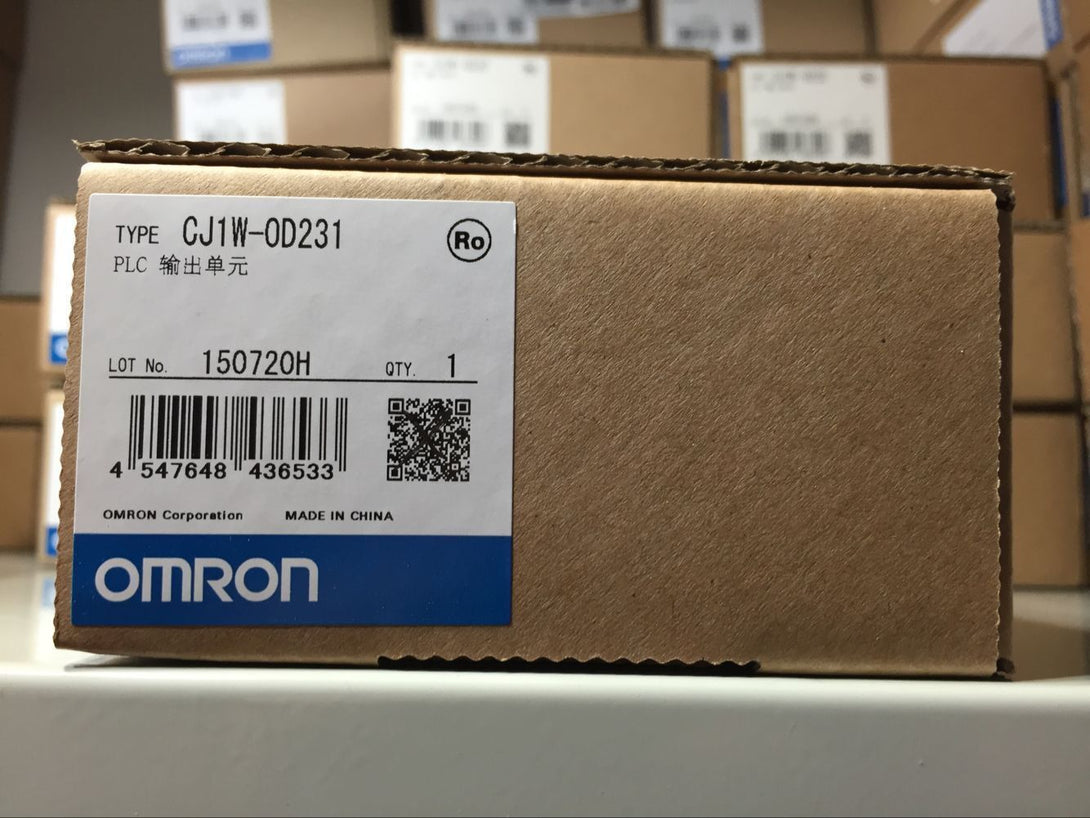 TYPE CJ1W-OD231
Ro
PLC 输出单元
LOT No. 150720H QTY. 1
4 547648 436533
OMRON Corporation MADE IN CHINA
OMRON
OMRON